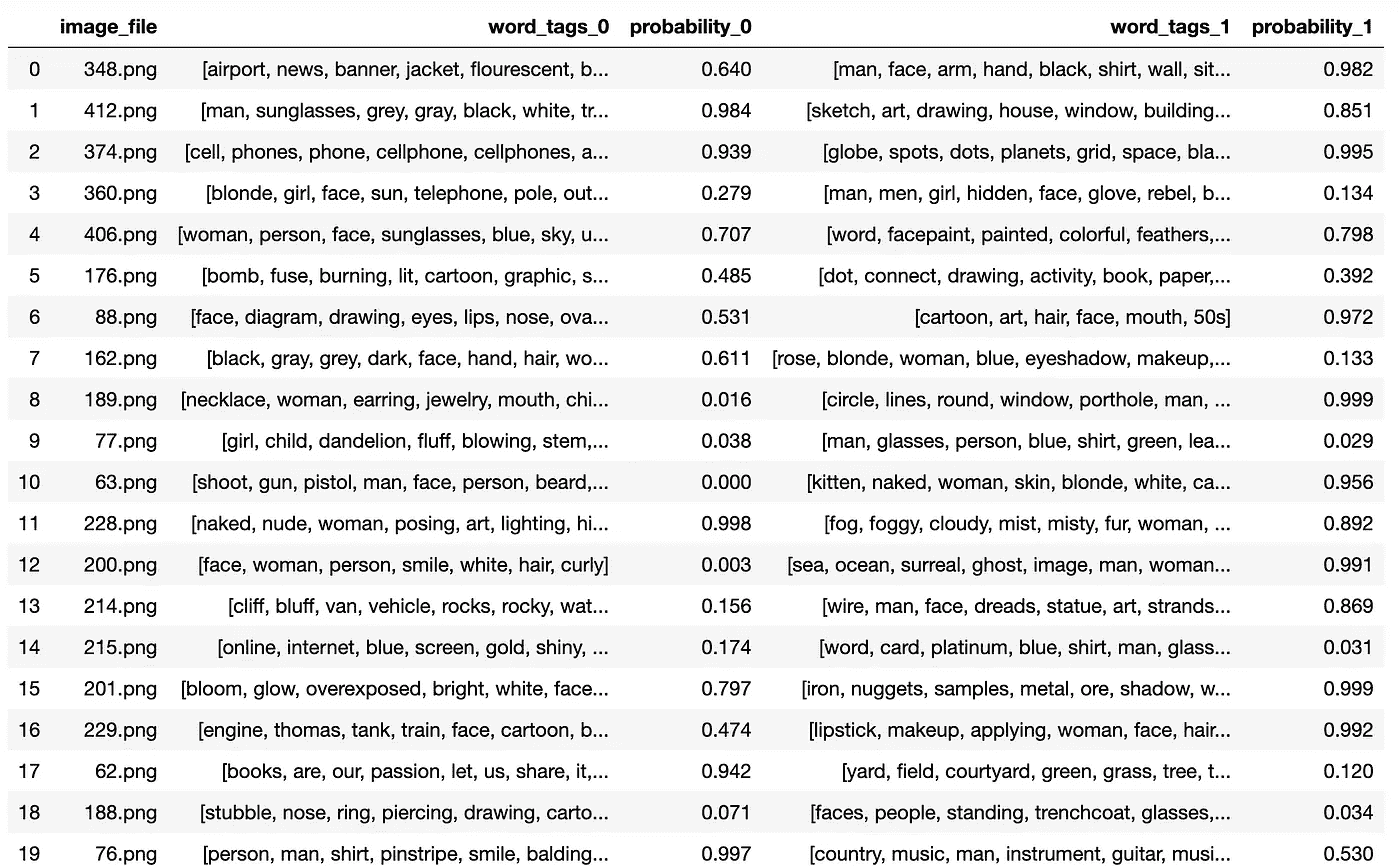 image_file word_tags_0 probability_0 word_tags_1 probability_1
0 348.png [airport, news, banner, jacket, flourescent, b... 0.640 [man, face, arm, hand, black, shirt, wall, sit... 0.982
1 412.png [man, sunglasses, grey, gray, black, white, tr... 0.984 [sketch, art, drawing, house, window, building... 0.851
2 374.png [cell, phones, phone, cellphone, cellphones, a... 0.939 [globe, spots, dots, planets, grid, space, bla... 0.995
3 360.png [blonde, girl, face, sun, telephone, pole, out... 0.279 [man, men, girl, hidden, face, glove, rebel, b... 0.134
4 406.png [woman, person, face, sunglasses, blue, sky, u... 0.707 [word, facepaint, painted, colorful, feathers,... 0.798
5 176.png [bomb, fuse, burning, lit, cartoon, graphic, s... 0.485 [dot, connect, drawing, activity, book, paper,... 0.392
6 88.png [face, diagram, drawing, eyes, lips, nose, ova... 0.531 [cartoon, art, hair, face, mouth, 50s] 0.972
7 162.png [black, gray, grey, dark, face, hand, hair, wo... 0.611 [rose, blonde, woman, blue, eyeshadow, makeup,... 0.133
8 189.png [necklace, woman, earring, jewelry, mouth, chi... 0.016 [circle, lines, round, window, porthole, man, ... 0.999
9 77.png [girl, child, dandelion, fluff, blowing, stem,... 0.038 [man, glasses, person, blue, shirt, green, lea... 0.029
10 63.png [shoot, gun, pistol, man, face, person, beard,... 0.000 [kitten, naked, woman, skin, blonde, white, ca... 0.956
11 228.png [naked, nude, woman, posing, art, lighting, hi... 0.998 [fog, foggy, cloudy, mist, misty, fur, woman, ... 0.892
12 200.png [face, woman, person, smile, white, hair, curly] 0.003 [sea, ocean, surreal, ghost, image, man, woman... 0.991
13 214.png [cliff, bluff, van, vehicle, rocks, rocky, wat... 0.156 [wire, man, face, dreads, statue, art, strands... 0.869
14 215.png [online, internet, blue, screen, gold, shiny, ... 0.174 [word, card, platinum, blue, shirt, man, glass... 0.031
15 201.png [bloom, glow, overexposed, bright, white, face... 0.797 [iron, nuggets, samples, metal, ore, shadow, w... 0.999
16 229.png [engine, thomas, tank, train, face, cartoon, b... 0.474 [lipstick, makeup, applying, woman, face, hair... 0.992
17 62.png [books, are, our, passion, let, us, share, it,... 0.942 [yard, field, courtyard, green, grass, tree, t... 0.120
18 188.png [stubble, nose, ring, piercing, drawing, carto... 0.071 [faces, people, standing, trenchcoat, glasses,... 0.034
19 76.png [person, man, shirt, pinstripe, smile, balding... 0.997 [country, music, man, instrument, guitar, musi... 0.530